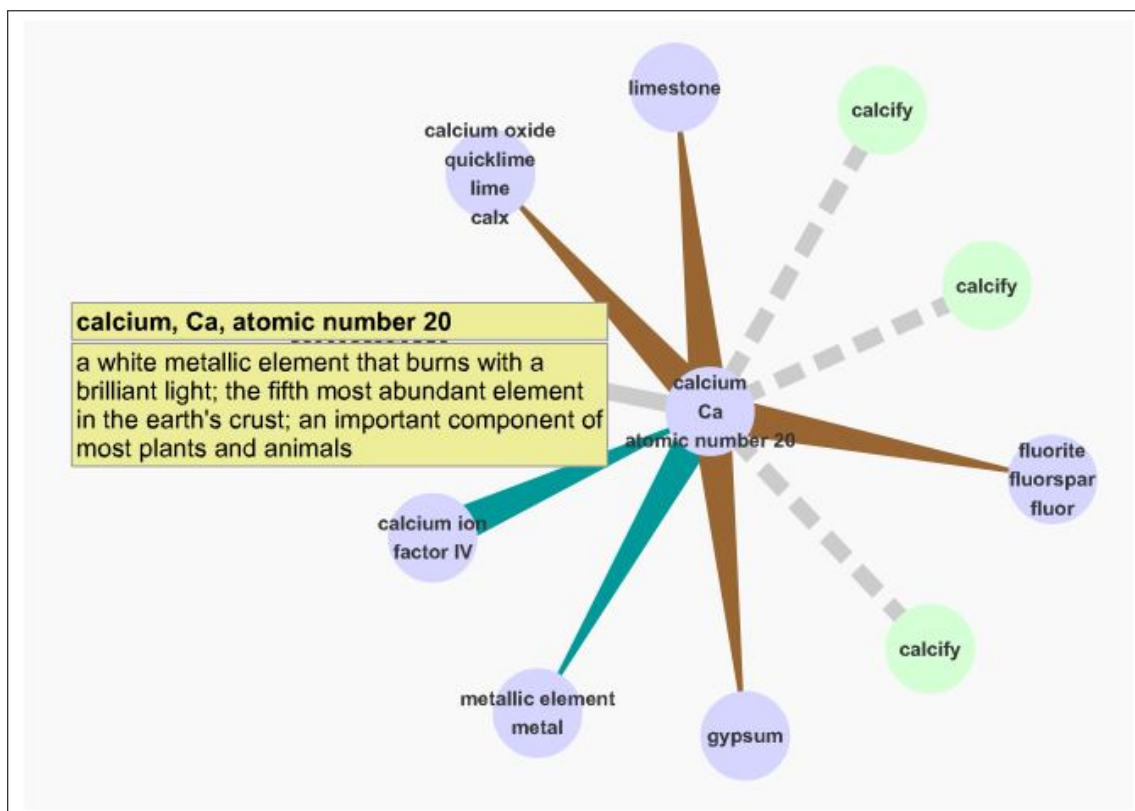 limestone
calcify
calcium oxide
quicklime
lime
calx
calcify
calcium, Ca, atomic number 20
a white metallic element that burns with a
brilliant light; the fifth most abundant element
in the earth's crust; an important component of
most plants and animals
calcium
Ca
atomic number 20
fluorite
fluorspar
fluor
calcium ion
factor IV
calcify
metallic element
metal
gypsum